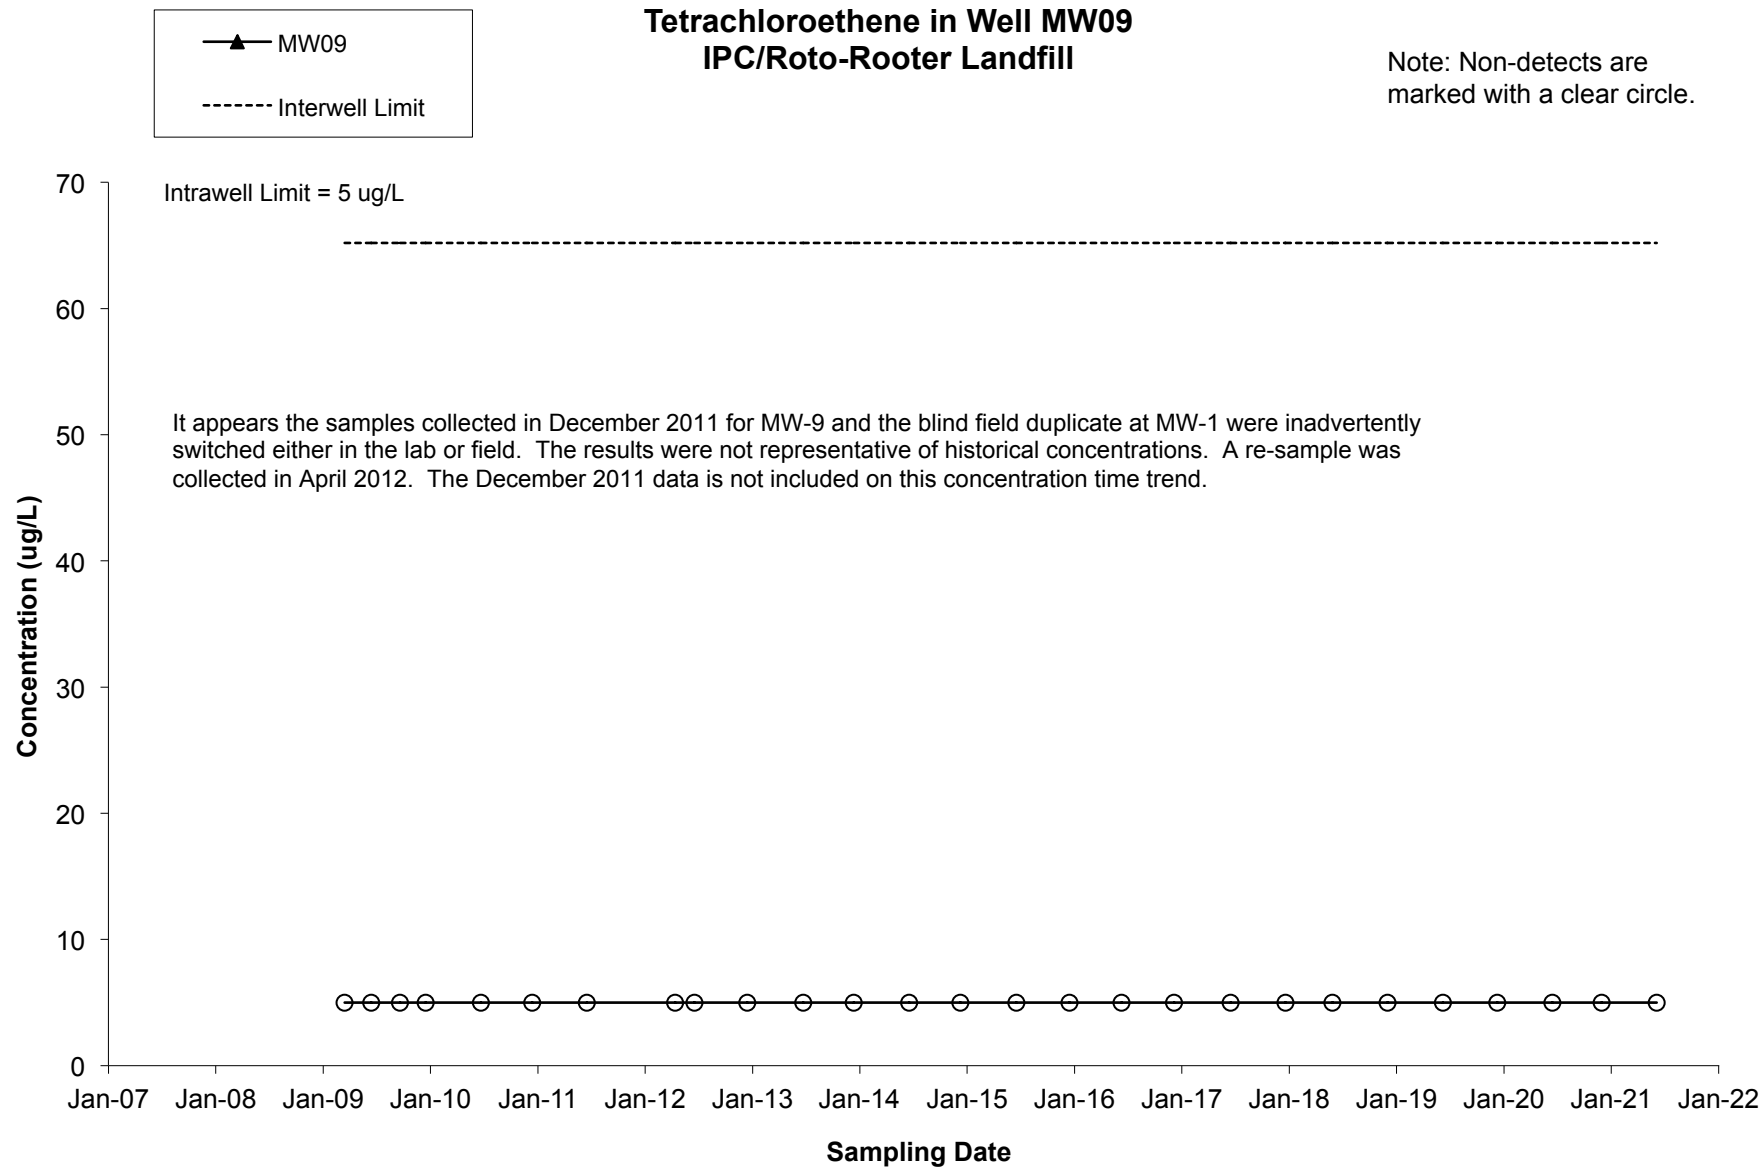 MW09
Interwell Limit
Tetrachloroethene in Well MW09
IPC/Roto-Rooter Landfill
Note: Non-detects are
marked with a clear circle.
Intrawell Limit = 5 ug/L
It appears the samples collected in December 2011 for MW-9 and the blind field duplicate at MW-1 were inadvertently
switched either in the lab or field.  The results were not representative of historical concentrations.  A re-sample was
collected in April 2012.  The December 2011 data is not included on this concentration time trend.
Concentration (ug/L)
70
60
50
40
30
20
10
0
Jan-07 Jan-08 Jan-09 Jan-10 Jan-11 Jan-12 Jan-13 Jan-14 Jan-15 Jan-16 Jan-17 Jan-18 Jan-19 Jan-20 Jan-21 Jan-22
Sampling Date